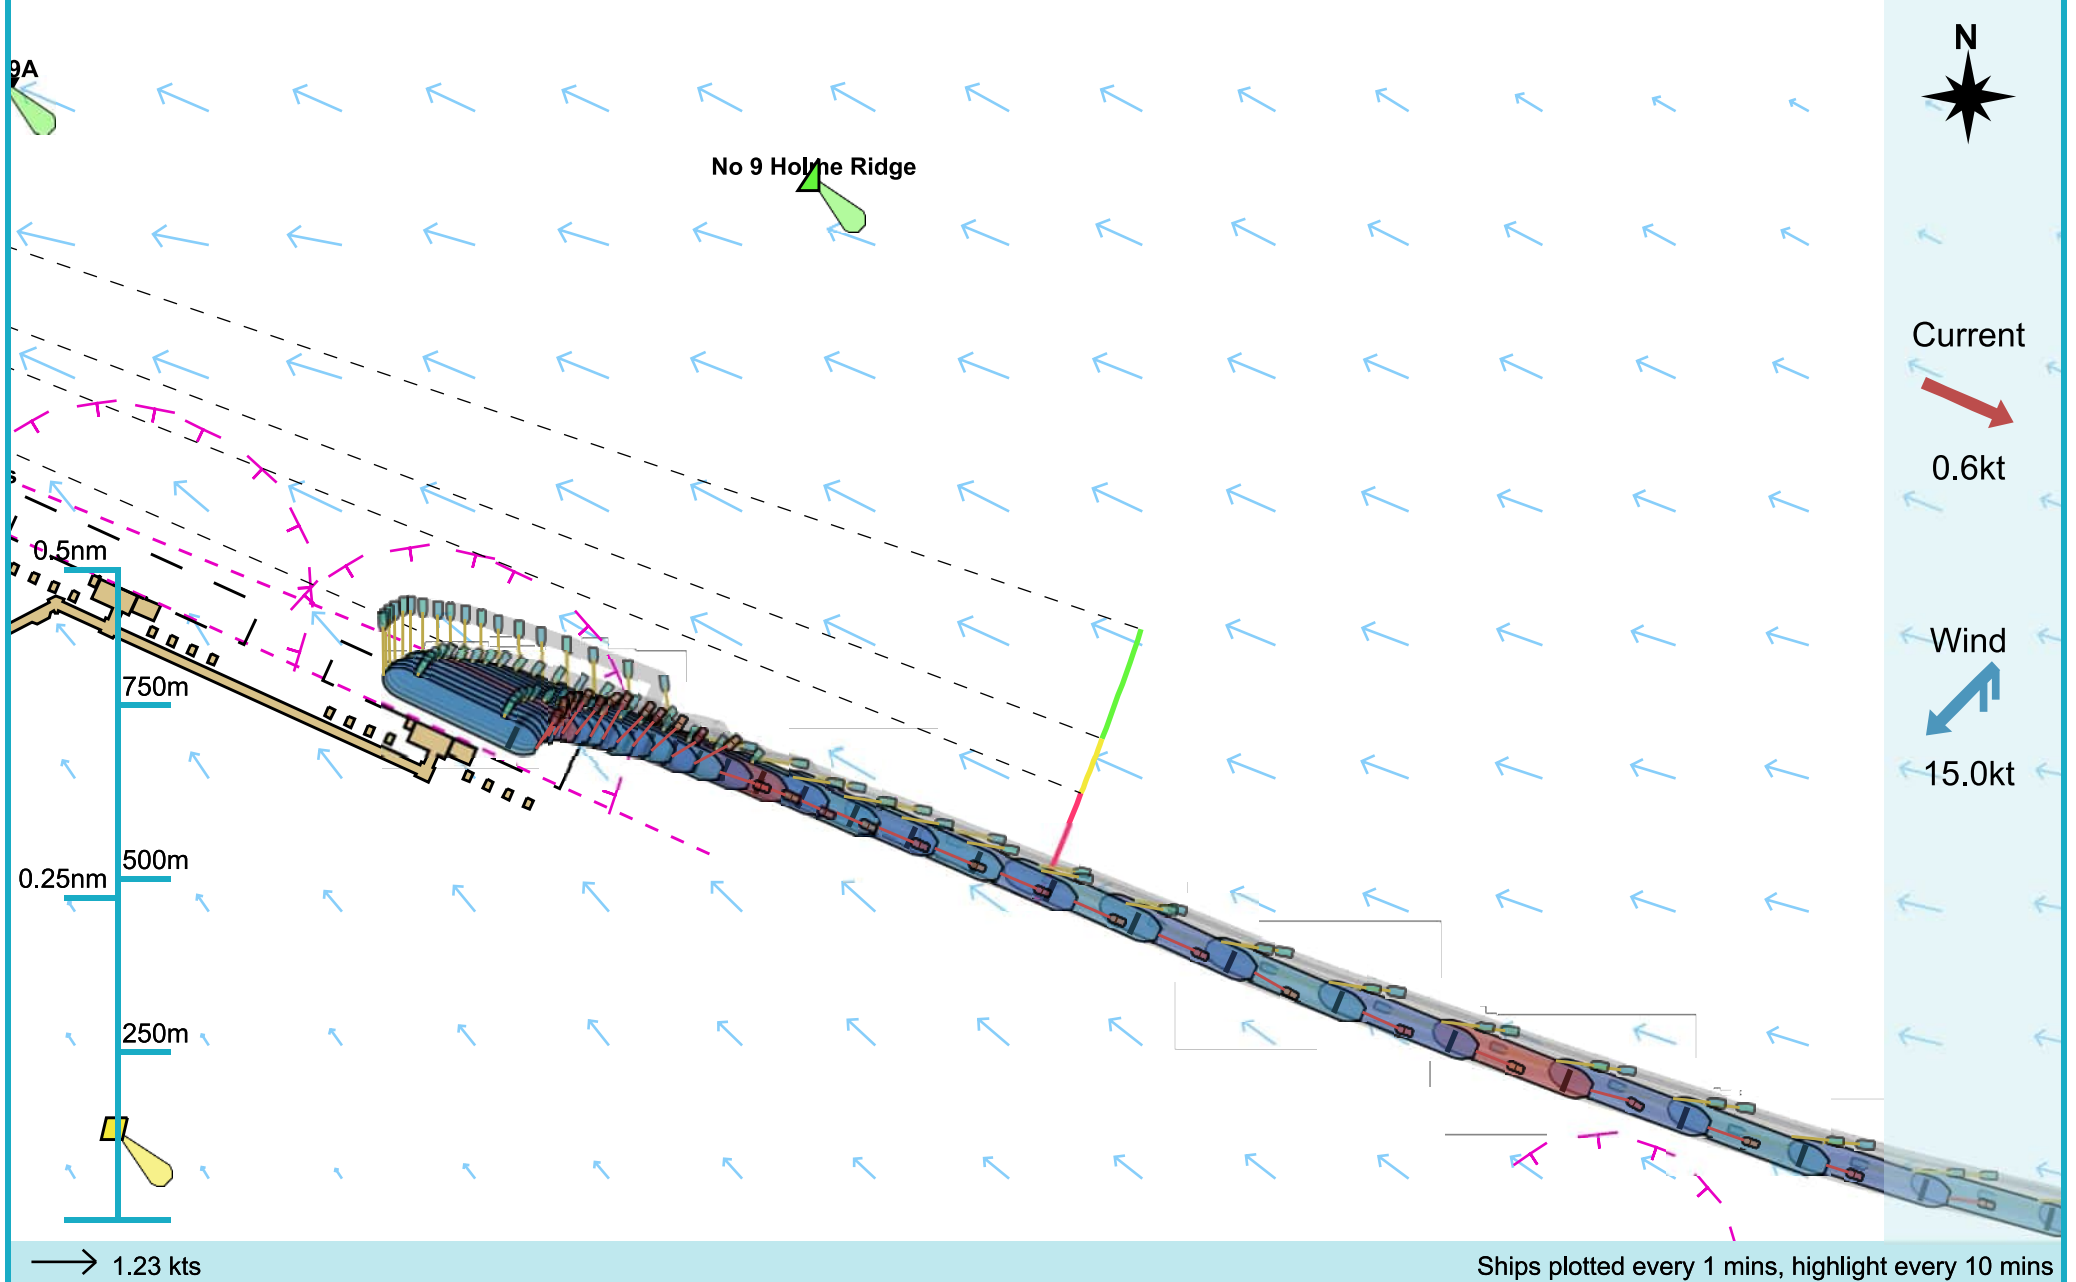 9A
N
No 9 Holme Ridge
Current
0.6kt
0.5nm
Wind
750m
15.0kt
500m
0.25nm
250m
1.23 kts
Ships plotted every 1 mins, highlight every 10 mins